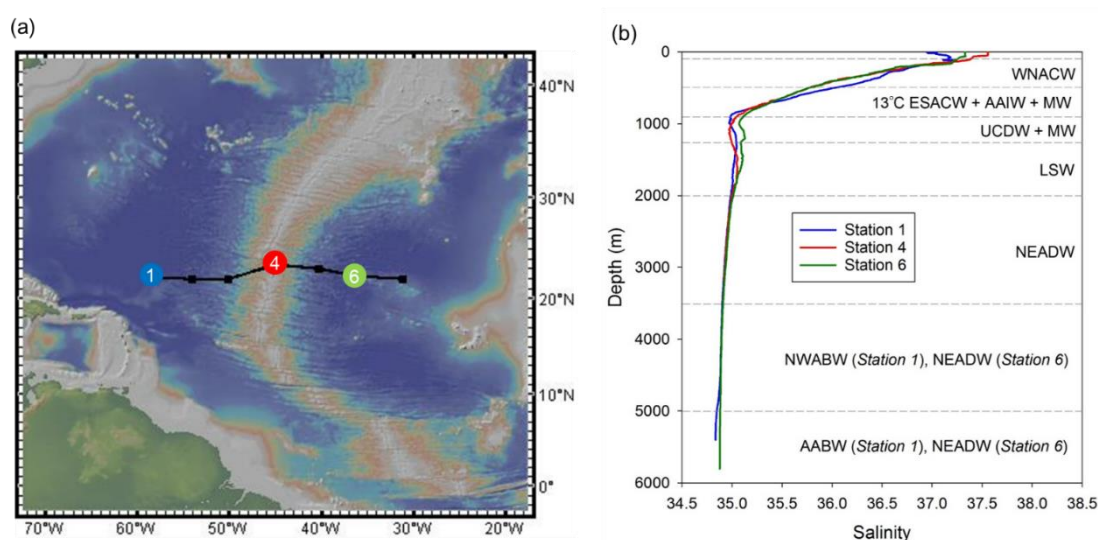 (a)
40°N
30°N
20°N
10°N
0°
70°W 60°W 50°W 40°W 30°W 20°W
1
4
6
(b)
0
1000
2000
3000
4000
5000
6000
Depth (m)
34.5 35.0 35.5 36.0 36.5 37.0 37.5 38.0 38.5
Salinity
WNACW
13°C ESACW + AAIW + MW
UCDW + MW
LSW
Station 1
Station 4
Station 6
NEADW
NWABW (Station 1), NEADW (Station 6)
AABW (Station 1), NEADW (Station 6)